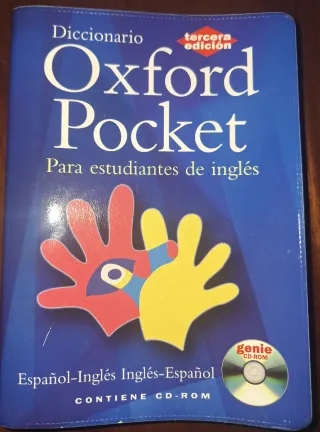 Diccionario
tercera
edición
Oxford
Pocket
Para estudiantes de inglés
Español-Inglés Inglés-Español
genie
CD-ROM
CONTIENE CD-ROM